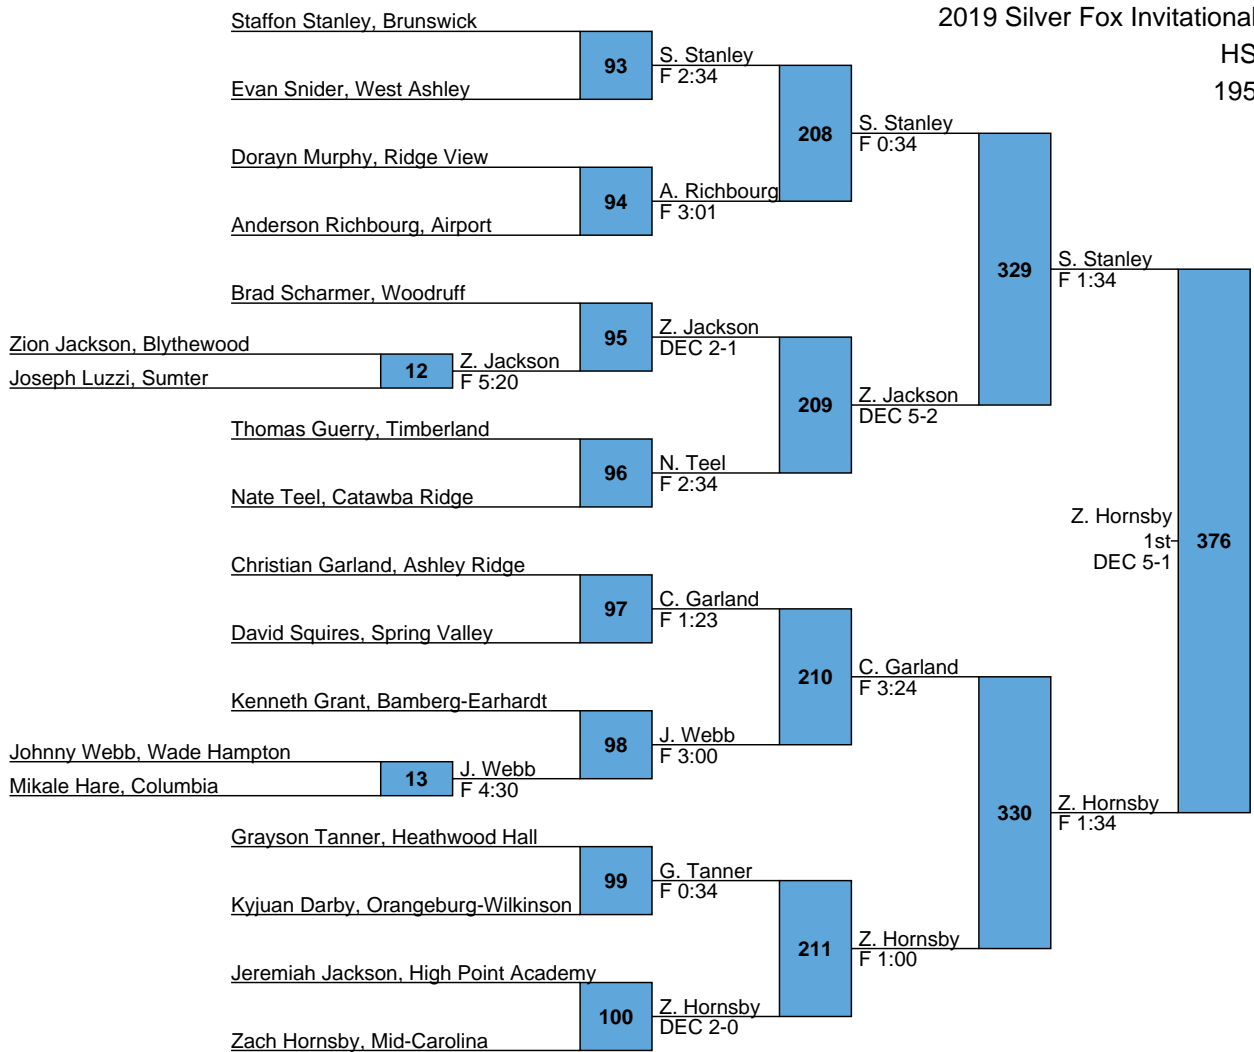 2019 Silver Fox Invitational
HS
195
Staffon Stanley, Brunswick
93
S. Stanley
F 2:34
Evan Snider, West Ashley
208
S. Stanley
F 0:34
Dorayn Murphy, Ridge View
94
A. Richbourg
F 3:01
Anderson Richbourg, Airport
329
S. Stanley
F 1:34
Brad Scharmer, Woodruff
95
Z. Jackson
DEC 2-1
Zion Jackson, Blythewood
12
Z. Jackson
F 5:20
Joseph Luzzi, Sumter
209
Z. Jackson
DEC 5-2
Thomas Guerry, Timberland
96
N. Teel
F 2:34
Nate Teel, Catawba Ridge
Z. Hornsby
1st
DEC 5-1
376
Christian Garland, Ashley Ridge
97
C. Garland
F 1:23
David Squires, Spring Valley
210
C. Garland
F 3:24
Kenneth Grant, Bamberg-Earhardt
98
J. Webb
F 3:00
Johnny Webb, Wade Hampton
13
J. Webb
F 4:30
Mikale Hare, Columbia
330
Z. Hornsby
F 1:34
Grayson Tanner, Heathwood Hall
99
G. Tanner
F 0:34
Kyjuan Darby, Orangeburg-Wilkinson
211
Z. Hornsby
F 1:00
Jeremiah Jackson, High Point Academy
100
Z. Hornsby
DEC 2-0
Zach Hornsby, Mid-Carolina